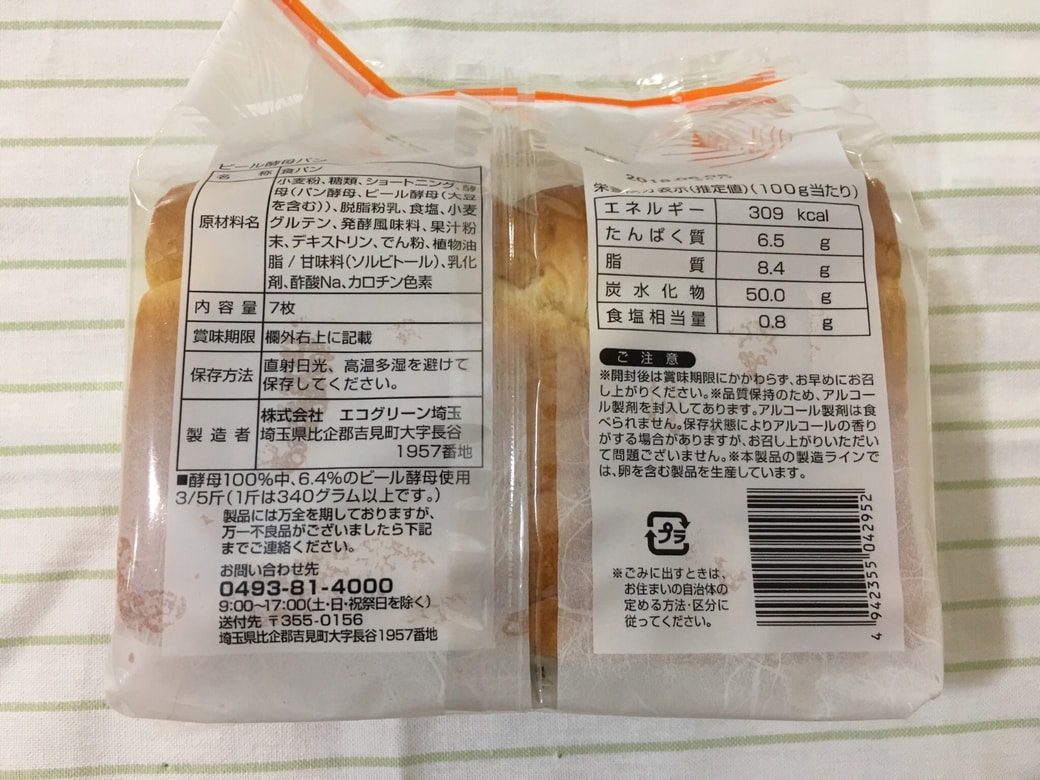 ビール酵母パン
名 称 食パン
原材料名
小麦粉、糖類、ショートニング、酵
母(パン酵母、ビール酵母(大豆
を含む))、脱脂粉乳、食塩、小麦
グルテン、発酵風味料、果汁粉
末、デキストリン、でん粉、植物油
脂 / 甘味料(ソルビトール)、乳化
剤、酢酸Na、カロチン色素
内 容 量 7枚
賞味期限 欄外右上に記載
保存方法
直射日光、高温多湿を避けて
保存してください。
製 造 者
株式会社 エコグリーン埼玉
埼玉県比企郡吉見町大字長谷
1957番地
■酵母100%中、6.4%のビール酵母使用
3/5斤(1斤は340グラム以上です。)
製品には万全を期しておりますが、
万一不良品がございましたら下記
までご連絡ください。
お問い合わせ先
0493-81-4000
9:00~17:00(土・日・祝祭日を除く)
送付先 〒355-0156
埼玉県比企郡吉見町大字長谷1957番地
栄養成分表示(推定値)(100g当たり)
エネルギー 309 kcal
たんぱく質 6.5 g
脂 質 8.4 g
炭水化物 50.0 g
食塩相当量 0.8 g
ご 注 意
※開封後は賞味期限にかかわらず、お早めにお召
し上がりください。※品質保持のため、アルコー
ル製剤を封入してあります。アルコール製剤は食
べられません。保存状態によりアルコールの香り
がする場合がありますが、お召し上がりいただい
て問題ございません。※本製品の製造ラインで
は、卵を含む製品を生産しています。
プラ
※ごみに出すときは、
お住まいの自治体の
定める方法・区分に
従ってください。
4 942355 042952